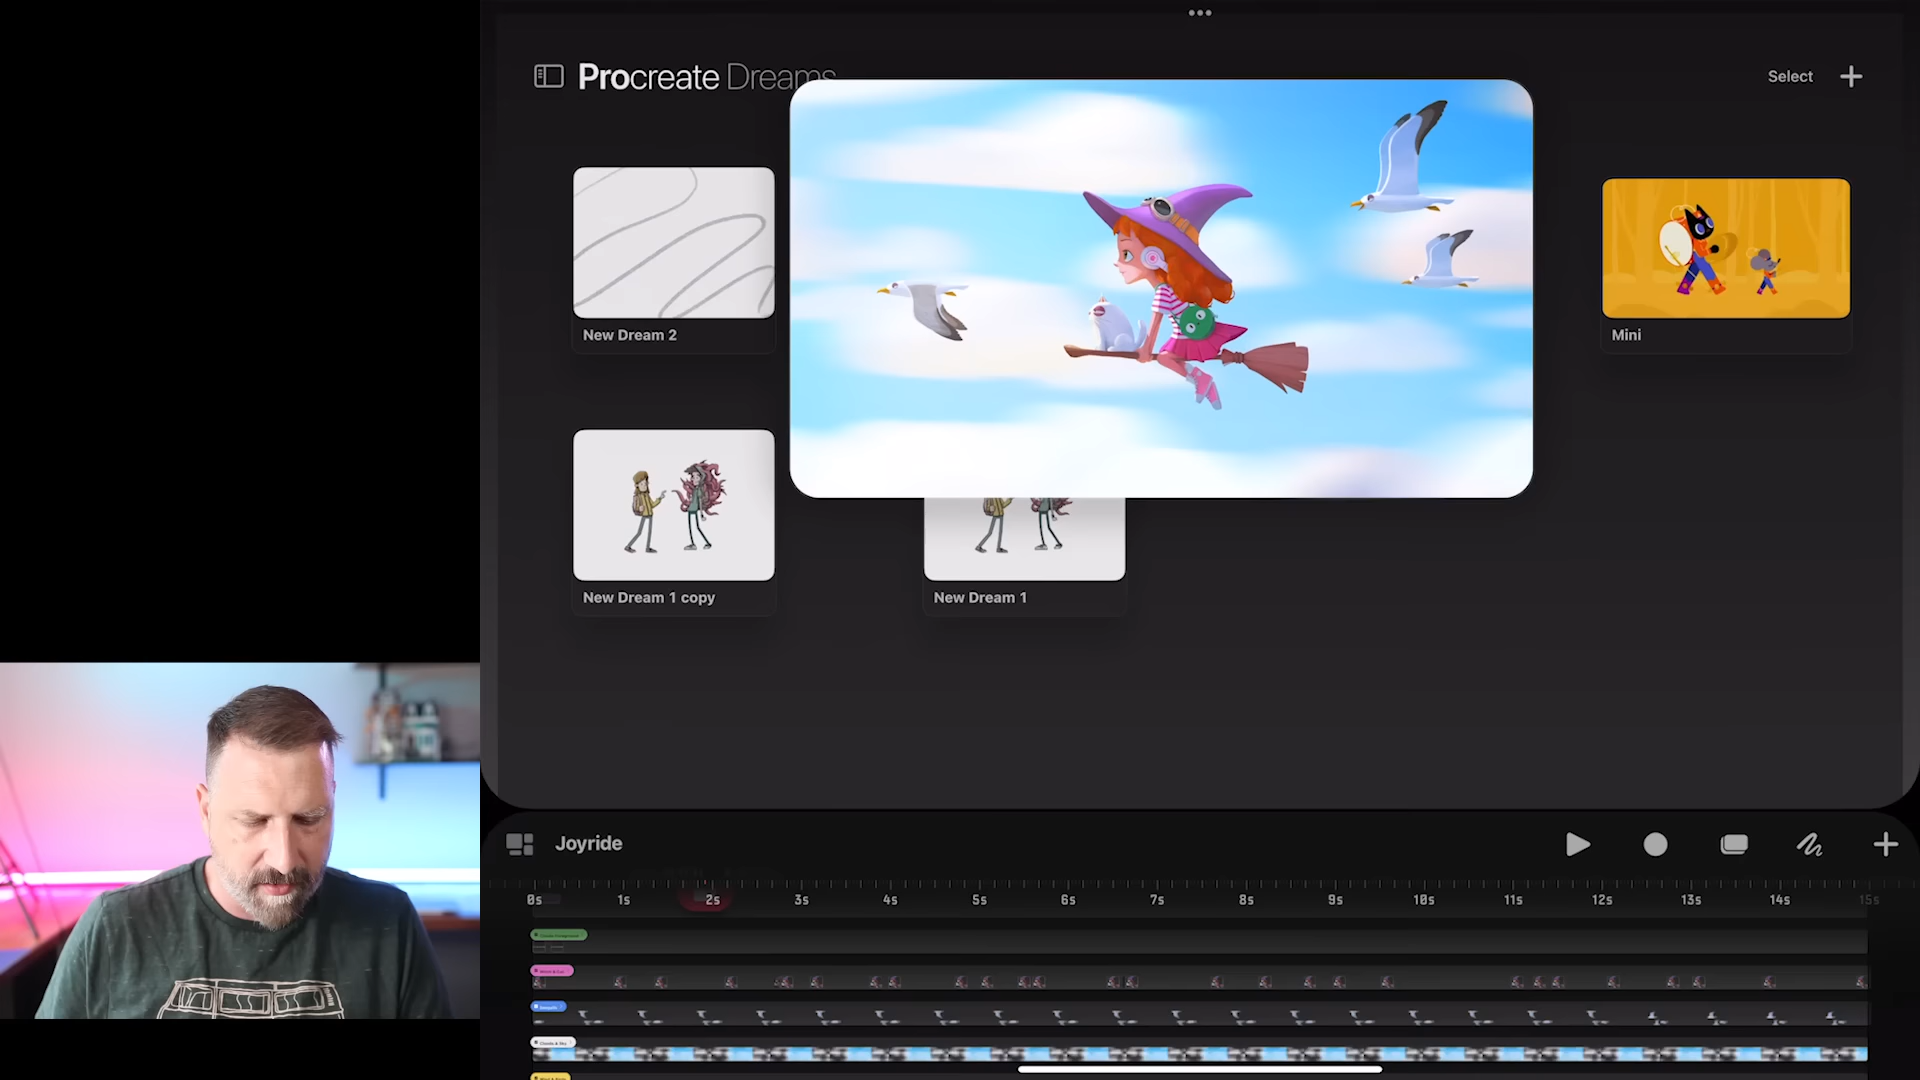 Procreate Dreams
Select
New Dream 2
Mini
New Dream 1 copy
New Dream 1
Joyride
0s 1s 2s 3s 4s 5s 6s 7s 8s 9s 10s 11s 12s 13s 14s 15s